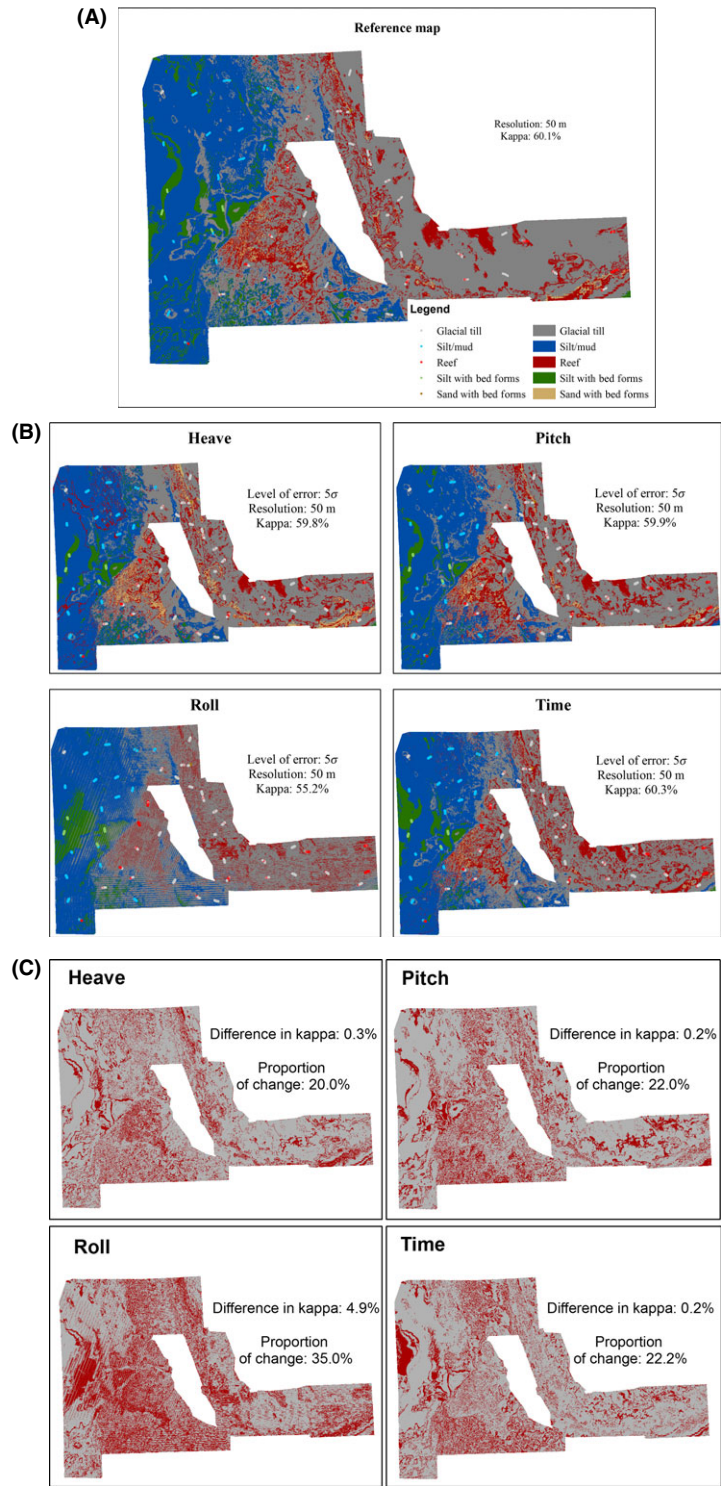 (A)
Reference map
Resolution: 50 m
Kappa: 60.1%
Legend
Glacial till
Silt/mud
Reef
Silt with bed forms
Sand with bed forms
Glacial till
Silt/mud
Reef
Silt with bed forms
Sand with bed forms
(B)
Heave
Level of error: 5σ
Resolution: 50 m
Kappa: 59.8%
Pitch
Level of error: 5σ
Resolution: 50 m
Kappa: 59.9%
Roll
Level of error: 5σ
Resolution: 50 m
Kappa: 55.2%
Time
Level of error: 5σ
Resolution: 50 m
Kappa: 60.3%
(C)
Heave
Difference in kappa: 0.3%
Proportion
of change: 20.0%
Pitch
Difference in kappa: 0.2%
Proportion
of change: 22.0%
Roll
Difference in kappa: 4.9%
Proportion
of change: 35.0%
Time
Difference in kappa: 0.2%
Proportion
of change: 22.2%